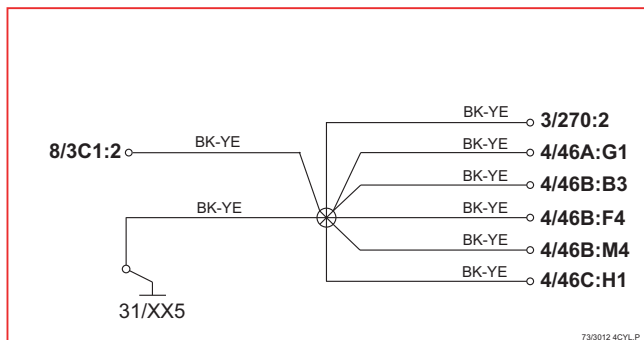 BK-YE 3/270:2
8/3C1:2 BK-YE BK-YE 4/46A:G1
BK-YE 4/46B:B3
BK-YE BK-YE 4/46B:F4
BK-YE 4/46B:M4
BK-YE 4/46C:H1
31/XX5
73/3012 4CYL.P